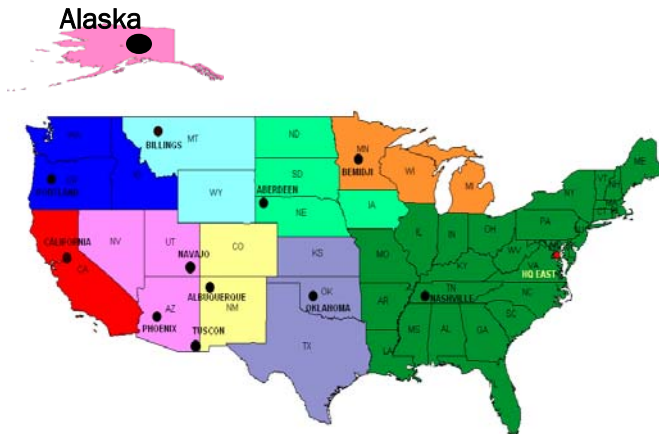 Alaska
ND
MT
BILLINGS
MN
BEMIDJI
ME
WI
MI
SD
ABERDEEN
WY
NE
IA
VT
NH
NY
PORTLAND
CALIFORNIA
CA
NV
UT
NAVAJO
CO
KS
MO
IL
IN
OH
PA
WV
VA
KY
HQ EAST
ALBUQUERQUE
NM
AZ
PHOENIX
TUSCON
OK
OKLAHOMA
TX
AR
TN
NASHVILLE
NC
SC
MS
AL
GA
LA
FL